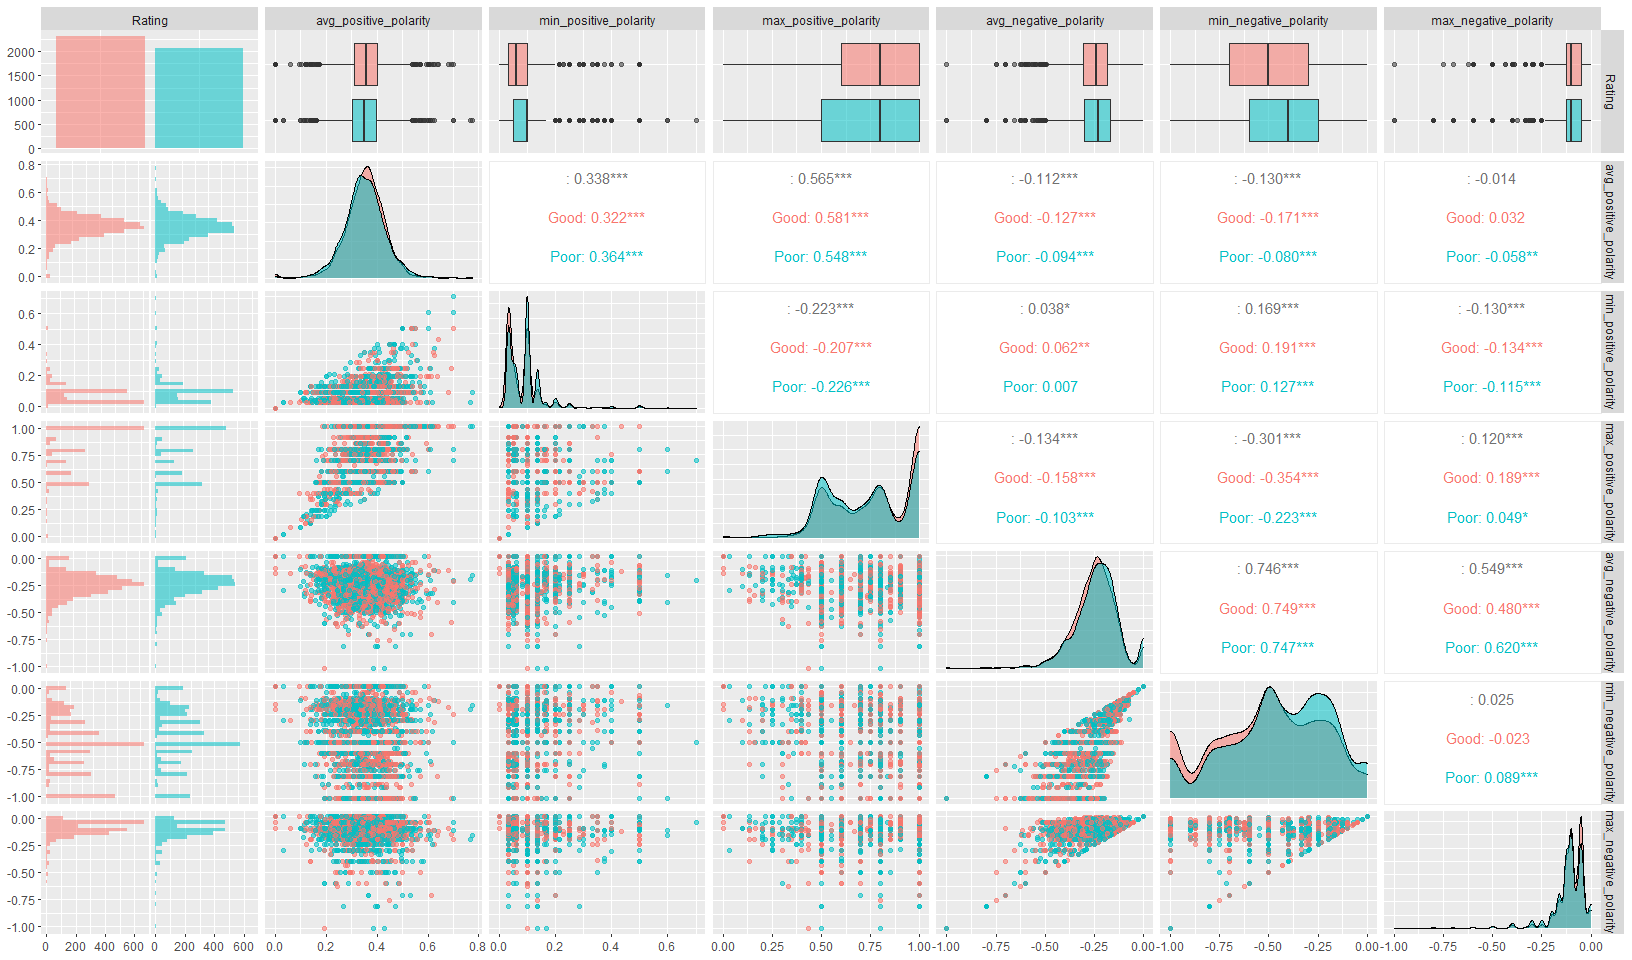 Rating
avg_positive_polarity
min_positive_polarity
max_positive_polarity
avg_negative_polarity
min_negative_polarity
max_negative_polarity
2000
1500
1000
500
0
Rating
0.8
0.6
0.4
0.2
0.0
: 0.338***
Good: 0.322***
Poor: 0.364***
: 0.565***
Good: 0.581***
Poor: 0.548***
: -0.112***
Good: -0.127***
Poor: -0.094***
: -0.130***
Good: -0.171***
Poor: -0.080***
: -0.014
Good: 0.032
Poor: -0.058**
avg_positive_polarity
0.6
0.4
0.2
0.0
: -0.223***
Good: -0.207***
Poor: -0.226***
: 0.038*
Good: 0.062**
Poor: 0.007
: 0.169***
Good: 0.191***
Poor: 0.127***
: -0.130***
Good: -0.134***
Poor: -0.115***
min_positive_polarity
1.00
0.75
0.50
0.25
0.00
: -0.134***
Good: -0.158***
Poor: -0.103***
: -0.301***
Good: -0.354***
Poor: -0.223***
: 0.120***
Good: 0.189***
Poor: 0.049*
max_positive_polarity
0.00
-0.25
-0.50
-0.75
-1.00
: 0.746***
Good: 0.749***
Poor: 0.747***
: 0.549***
Good: 0.480***
Poor: 0.620***
avg_negative_polarity
0.00
-0.25
-0.50
-0.75
-1.00
: 0.025
Good: -0.023
Poor: 0.089***
min_negative_polarity
0.00
-0.25
-0.50
-0.75
-1.00
max_negative_polarity
0 200 400 600
0 200 400 600
0.0 0.2 0.4 0.6 0.8
0.0 0.2 0.4 0.6
0.00 0.25 0.50 0.75 1.00
-1.00 -0.75 -0.50 -0.25 0.00
-1.00 -0.75 -0.50 -0.25 0.00
-1.00 -0.75 -0.50 -0.25 0.00